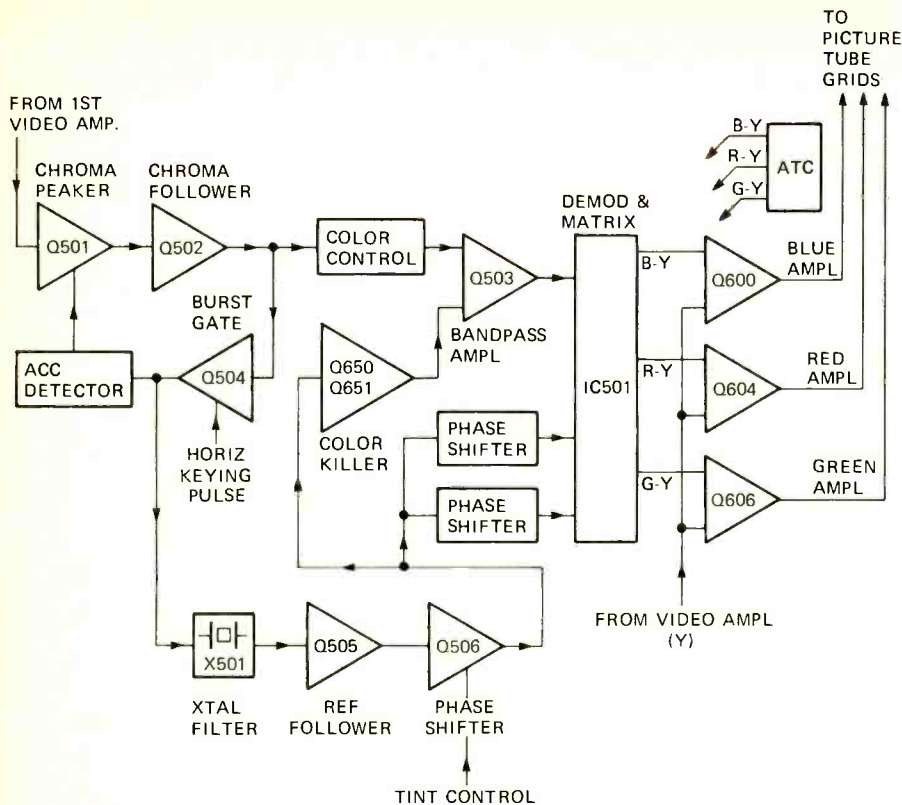 TO
PICTURE
TUBE
GRIDS
FROM 1ST
VIDEO AMP.
B-Y
R-Y
G-Y
ATC
CHROMA
PEAKER
CHROMA
FOLLOWER
DEMOD &
MATRIX
Q501
Q502
COLOR
CONTROL
Q503
B-Y
Q600
BLUE
AMPL
BURST
GATE
BANDPASS
AMPL
ACC
DETECTOR
Q504
Q650
Q651
IC501
R-Y
Q604
RED
AMPL
HORIZ
KEYING
PULSE
COLOR
KILLER
PHASE
SHIFTER
PHASE
SHIFTER
G-Y
Q606
GREEN
AMPL
FROM VIDEO AMPL
(Y)
X501
Q505
Q506
XTAL
FILTER
REF
FOLLOWER
PHASE
SHIFTER
TINT CONTROL